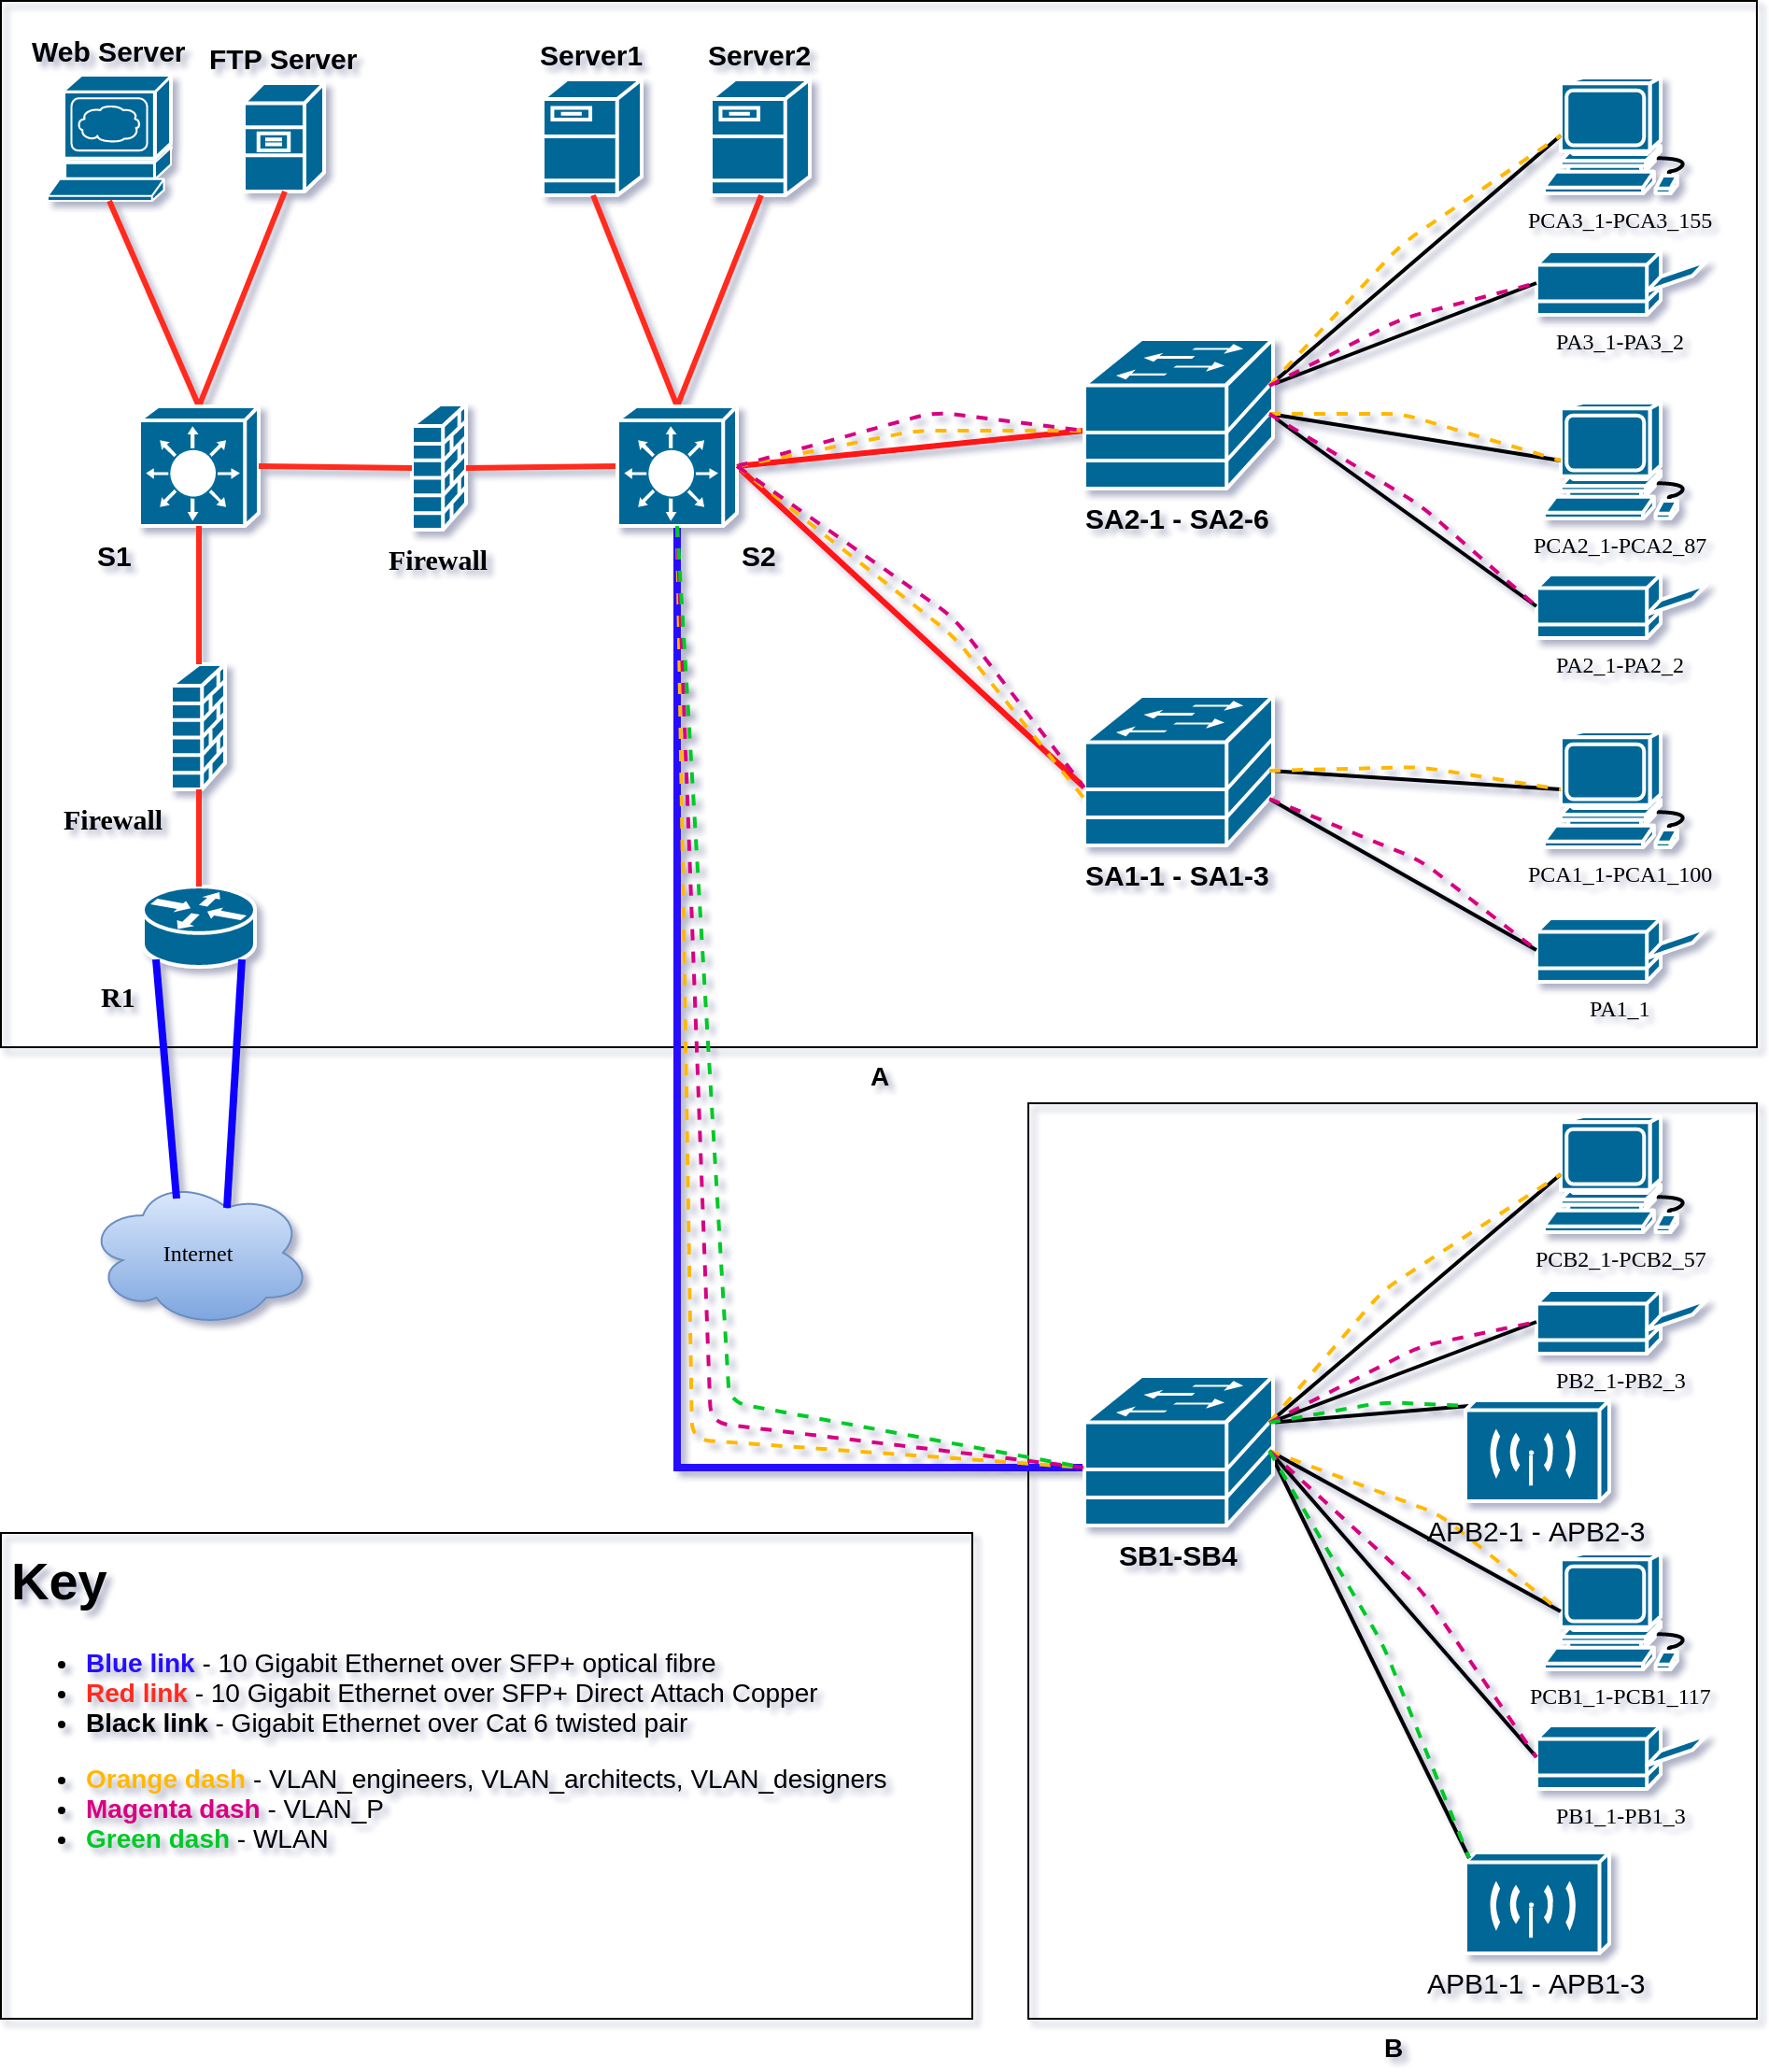 Web Server
FTP Server
Server1
Server2
PCA3_1-PCA3_155
PA3_1-PA3_2
SA2-1 - SA2-6
S1
Firewall
S2
PCA2_1-PCA2_87
PA2_1-PA2_2
Firewall
SA1-1 - SA1-3
PCA1_1-PCA1_100
R1
PA1_1
A
Internet
PCB2_1-PCB2_57
PB2_1-PB2_3
APB2-1 - APB2-3
SB1-SB4
PCB1_1-PCB1_117
PB1_1-PB1_3
APB1-1 - APB1-3
B
Key
• Blue link - 10 Gigabit Ethernet over SFP+ optical fibre
• Red link - 10 Gigabit Ethernet over SFP+ Direct Attach Copper
• Black link - Gigabit Ethernet over Cat 6 twisted pair
• Orange dash - VLAN_engineers, VLAN_architects, VLAN_designers
• Magenta dash - VLAN_P
• Green dash - WLAN